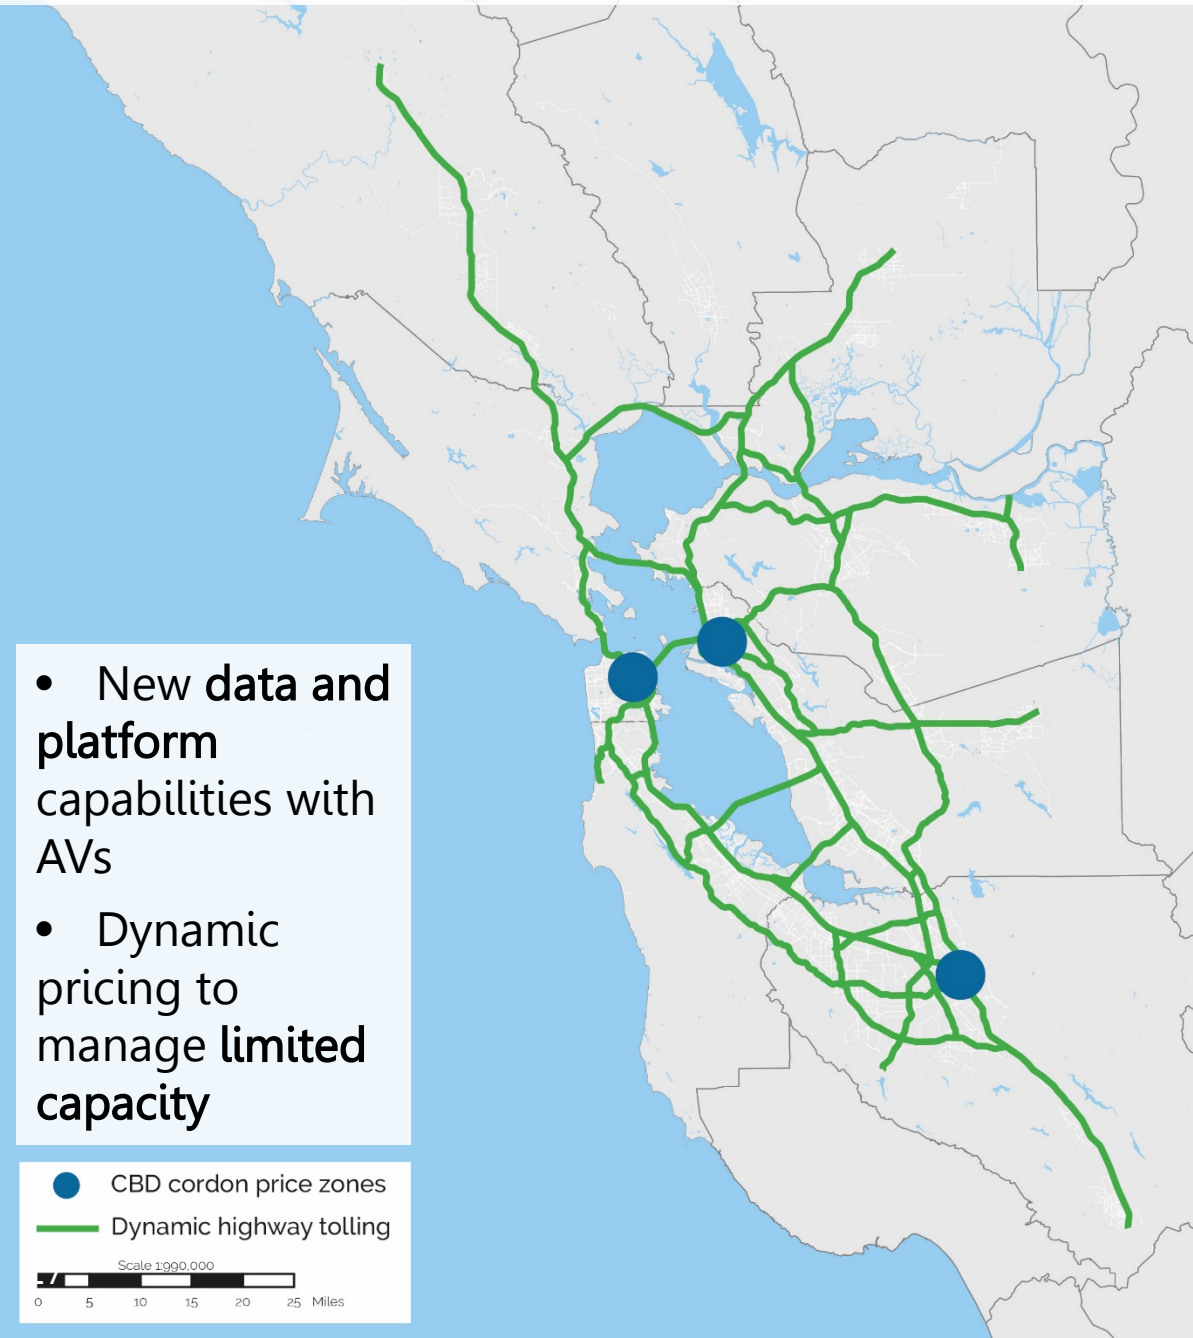 • New data and
platform
capabilities with
AVs
• Dynamic
pricing to
manage limited
capacity
CBD cordon price zones
Dynamic highway tolling
Scale 1:990,000
0 5 10 15 20 25 Miles